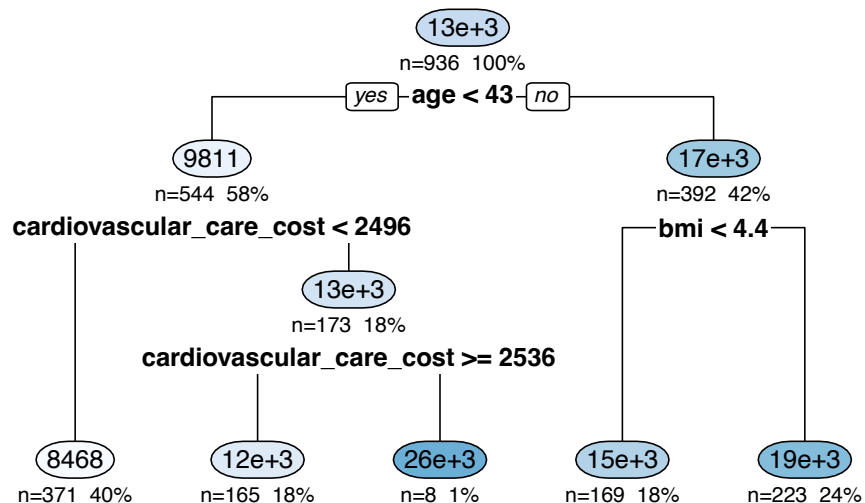 13e+3
n=936 100%
yes age < 43 no
9811 17e+3
n=544 58% n=392 42%
cardiovascular_care_cost < 2496 bmi < 4.4
13e+3
n=173 18%
cardiovascular_care_cost >= 2536
8468 12e+3 26e+3 15e+3 19e+3
n=371 40% n=165 18% n=8 1% n=169 18% n=223 24%